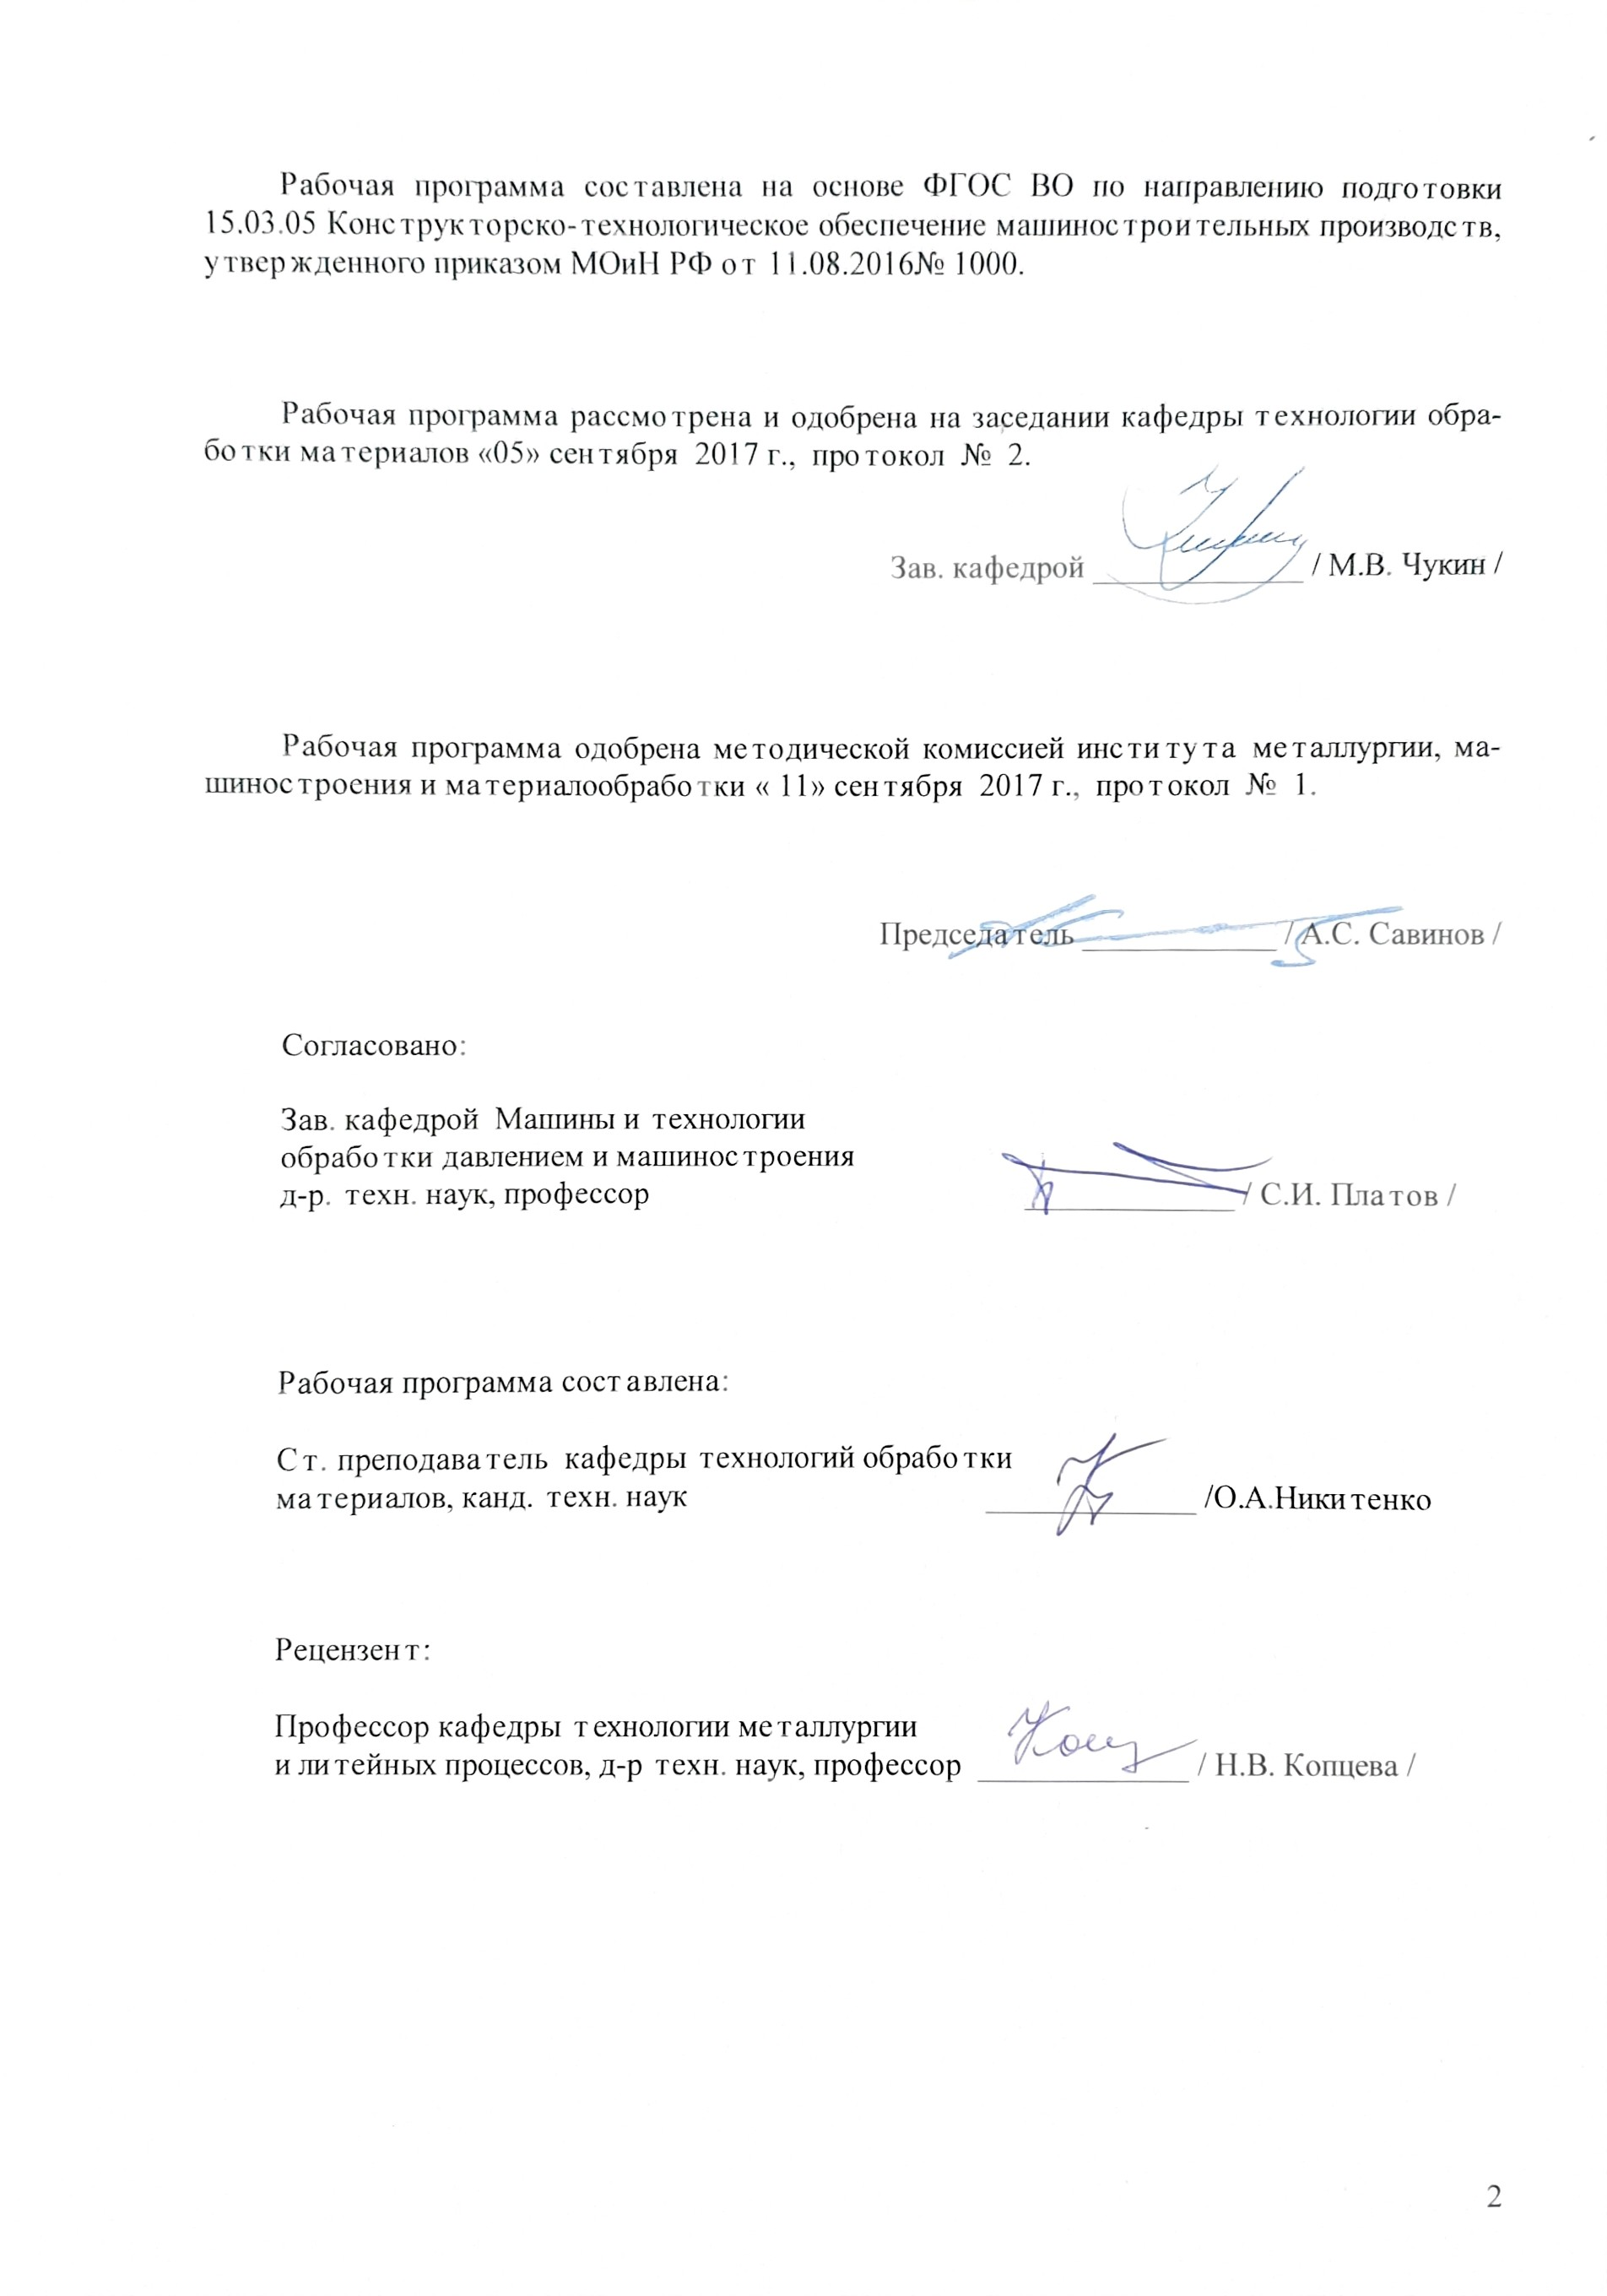 Рабочая программа составлена на основе ФГОС ВО по направлению подготовки
15.03.05 Конструкторско-технологическое обеспечение машиностроительных производств,
утвержденного приказом МОиН РФ от 11.08.2016№ 1000.
Рабочая программа рассмотрена и одобрена на заседании кафедры технологии обра-
ботки материалов «05» сентября 2017 г., протокол № 2.
Зав. кафедрой _______________ / М.В. Чукин /
Рабочая программа одобрена методической комиссией института металлургии, ма-
шиностроения и материалообработки « 11» сентября 2017 г., протокол № 1.
Председатель ______________ / А.С. Савинов /
Согласовано:
Зав. кафедрой Машины и технологии
обработки давлением и машиностроения
д-р. техн. наук, профессор _______________ / С.И. Платов /
Рабочая программа составлена:
Ст. преподаватель кафедры технологий обработки
материалов, канд. техн. наук _______________ /О.А.Никитенко
Рецензент:
Профессор кафедры технологии металлургии
и литейных процессов, д-р техн. наук, профессор _______________ / Н.В. Копцева /
2